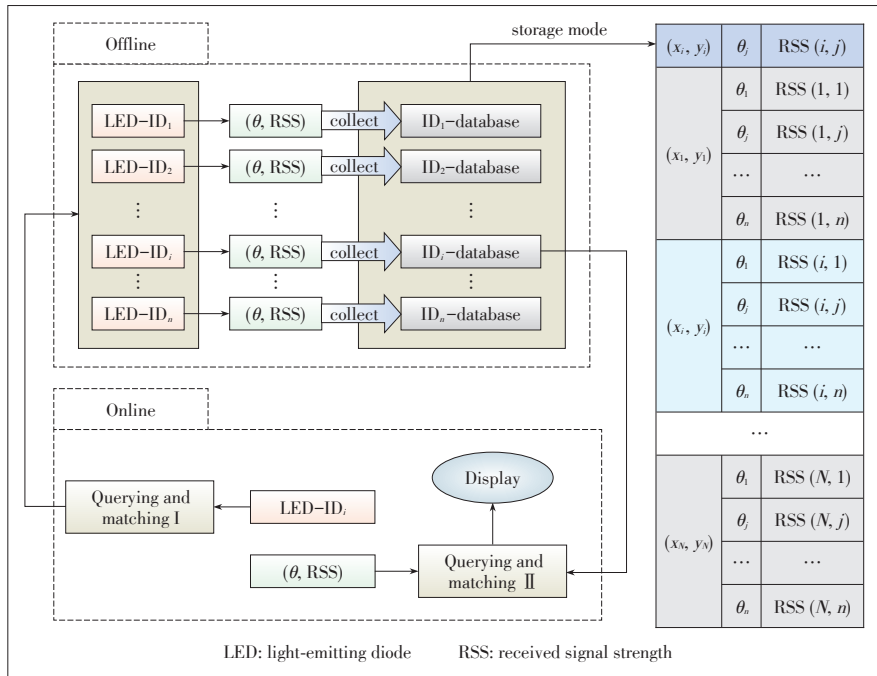 Offline
storage mode
LED−ID₁ (θ, RSS) collect ID₁−database
LED−ID₂ (θ, RSS) collect ID₂−database
⋮ ⋮ ⋮
LED−IDᵢ (θ, RSS) collect IDᵢ−database
⋮ ⋮ ⋮
LED−IDₙ (θ, RSS) collect IDₙ−database
Online
Querying and
matching Ⅰ
LED−IDᵢ
Display
(θ, RSS)
Querying and
matching Ⅱ
(xᵢ, yᵢ) θⱼ RSS (i, j)
(x₁, y₁)
θ₁ RSS (1, 1)
θⱼ RSS (1, j)
… …
θₙ RSS (1, n)
(xᵢ, yᵢ)
θ₁ RSS (i, 1)
θⱼ RSS (i, j)
… …
θₙ RSS (i, n)
…
(x_N, y_N)
θ₁ RSS (N, 1)
θⱼ RSS (N, j)
… …
θₙ RSS (N, n)
LED: light-emitting diode RSS: received signal strength